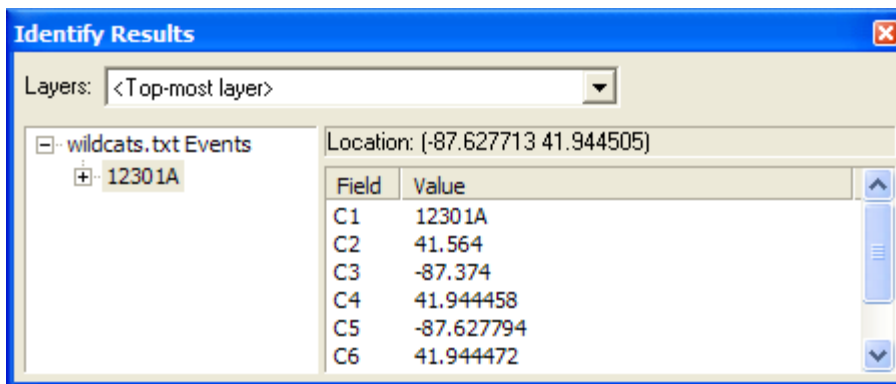 Identify Results
Layers: <Top-most layer>
wildcats.txt Events
12301A
Location: (-87.627713 41.944505)
Field Value
C1 12301A
C2 41.564
C3 -87.374
C4 41.944458
C5 -87.627794
C6 41.944472